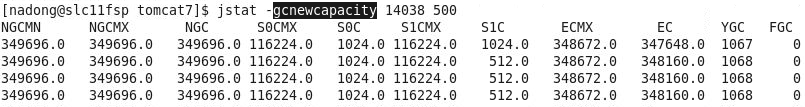 [nadong@slc11fsp tomcat7]$ jstat -gcnewcapacity 14038 500
NGCMN NGCMX NGC S0CMX S0C S1CMX S1C ECMX EC YGC FGC
349696.0 349696.0 349696.0 116224.0 1024.0 116224.0 1024.0 348672.0 347648.0 1067 0
349696.0 349696.0 349696.0 116224.0 1024.0 116224.0 512.0 348672.0 348160.0 1068 0
349696.0 349696.0 349696.0 116224.0 1024.0 116224.0 512.0 348672.0 348160.0 1068 0
349696.0 349696.0 349696.0 116224.0 1024.0 116224.0 512.0 348672.0 348160.0 1068 0